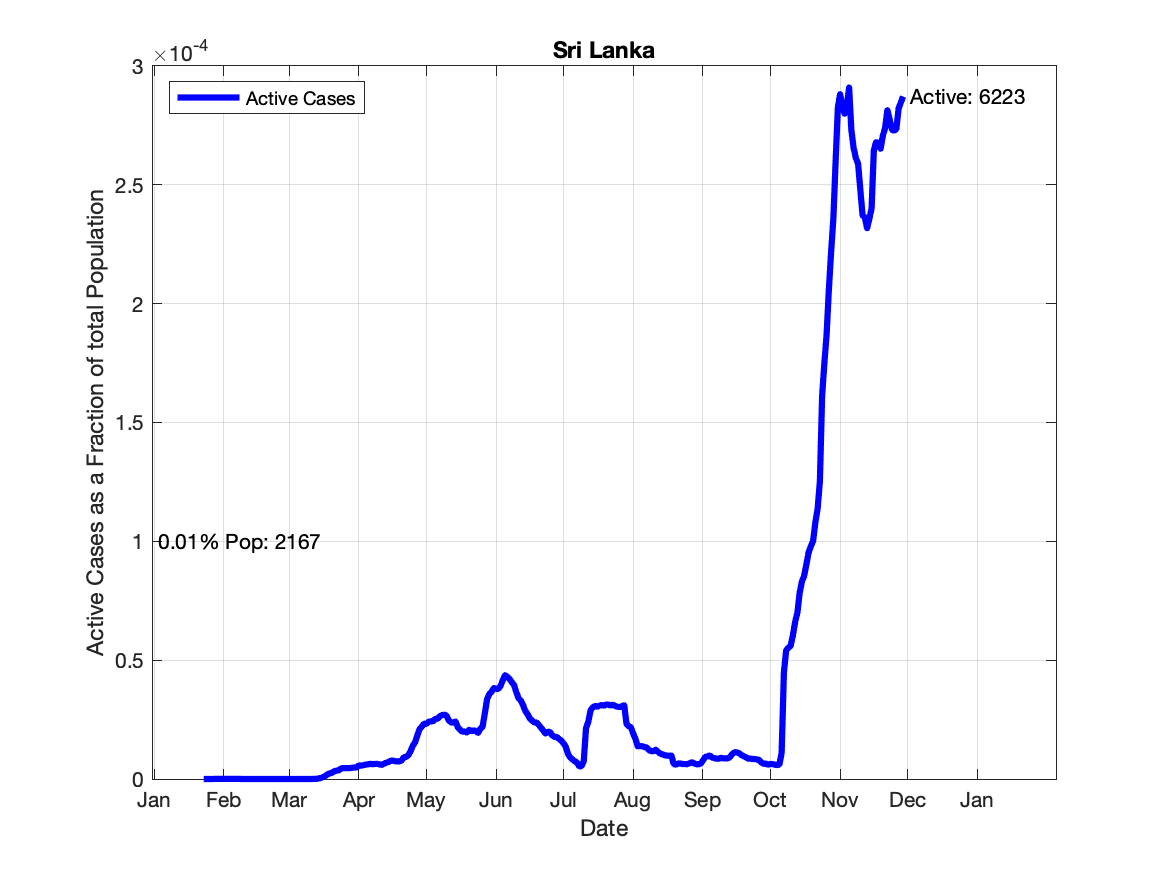 Sri Lanka
×10⁻⁴
3
2.5
2
1.5
1
0.5
0
Active Cases as a Fraction of total Population
Active Cases
Active: 6223
0.01% Pop: 2167
Jan Feb Mar Apr May Jun Jul Aug Sep Oct Nov Dec Jan
Date